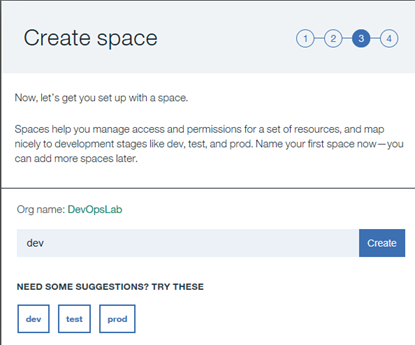 Create space
1 2 3 4
Now, let's get you set up with a space.
Spaces help you manage access and permissions for a set of resources, and map
nicely to development stages like dev, test, and prod. Name your first space now—you
can add more spaces later.
Org name: DevOpsLab
dev Create
NEED SOME SUGGESTIONS? TRY THESE
dev test prod